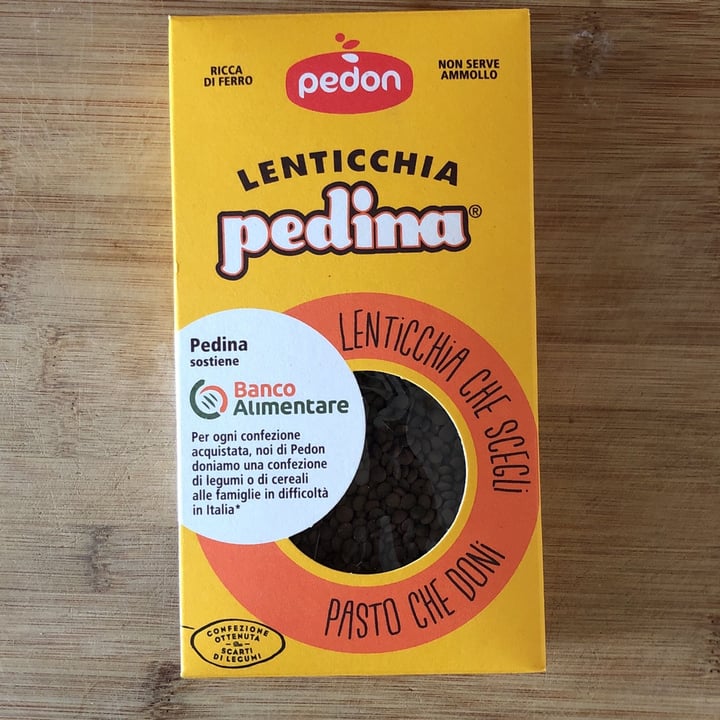 RICCA
DI FERRO
pedon
NON SERVE
AMMOLLO
LENTICCHIA
pedina®
LENTICCHIA CHE SCEGLI
Pedina
sostiene
Banco
Alimentare
Per ogni confezione
acquistata, noi di Pedon
doniamo una confezione
di legumi o di cereali
alle famiglie in difficoltà
in Italia*
PASTO CHE DONI
CONFEZIONE
OTTENUTA
CON
SCARTI
DI LEGUMI